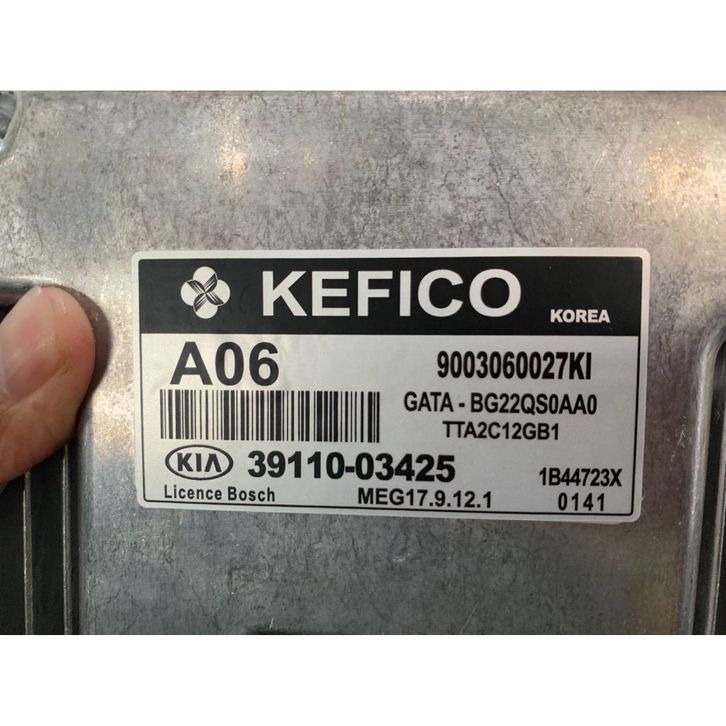 KEFICO KOREA
A06 9003060027KI
GATA - BG22QS0AA0
TTA2C12GB1
KIA 39110-03425 1B44723X
Licence Bosch MEG17.9.12.1 0141